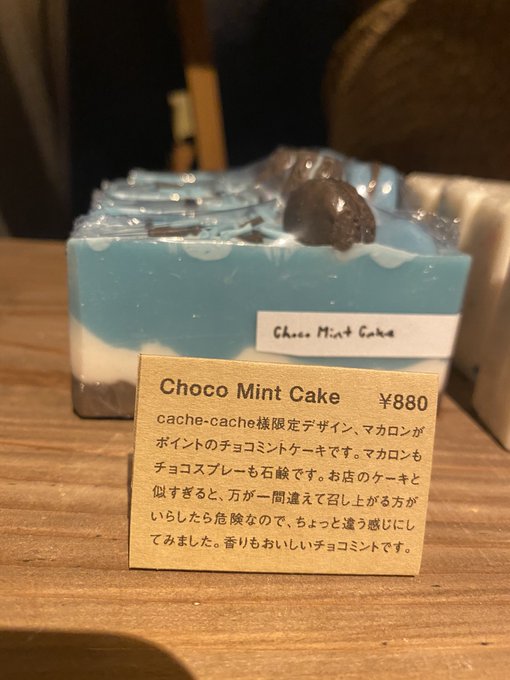 Choco Mint Cake
Choco Mint Cake ¥880
cache-cache様限定デザイン、マカロンが
ポイントのチョコミントケーキです。マカロンも
チョコスプレーも石鹸です。お店のケーキと
似すぎると、万が一間違えて召し上がる方が
いらしたら危険なので、ちょっと違う感じにし
てみました。香りもおいしいチョコミントです。